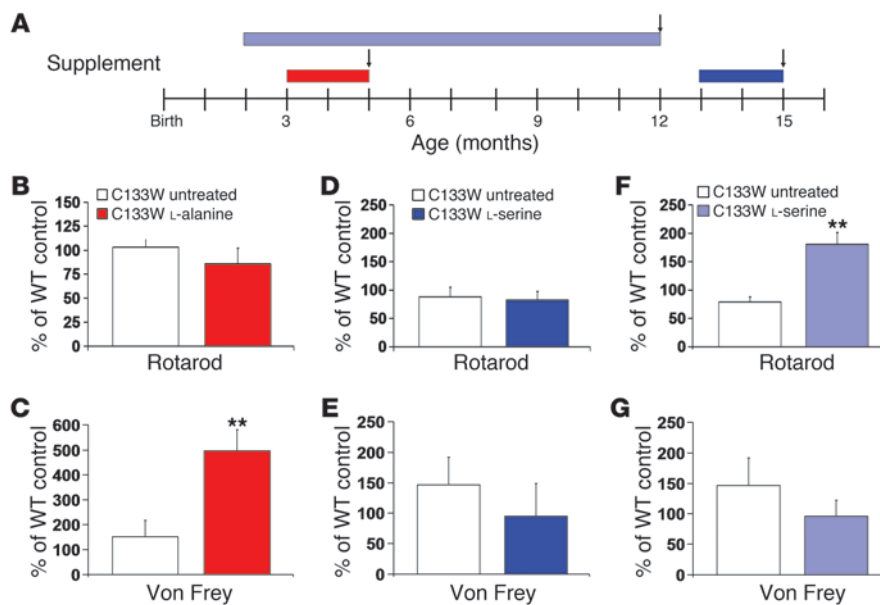 A
Supplement
Birth 3 6 9 12 15
Age (months)
B
C133W untreated
C133W L-alanine
% of WT control
150
125
100
75
50
25
0
Rotarod
D
C133W untreated
C133W L-serine
% of WT control
250
200
150
100
50
0
Rotarod
F
C133W untreated
C133W L-serine
**
% of WT control
250
200
150
100
50
0
Rotarod
C
**
% of WT control
600
500
400
300
200
100
0
Von Frey
E
% of WT control
250
200
150
100
50
0
Von Frey
G
% of WT control
250
200
150
100
50
0
Von Frey